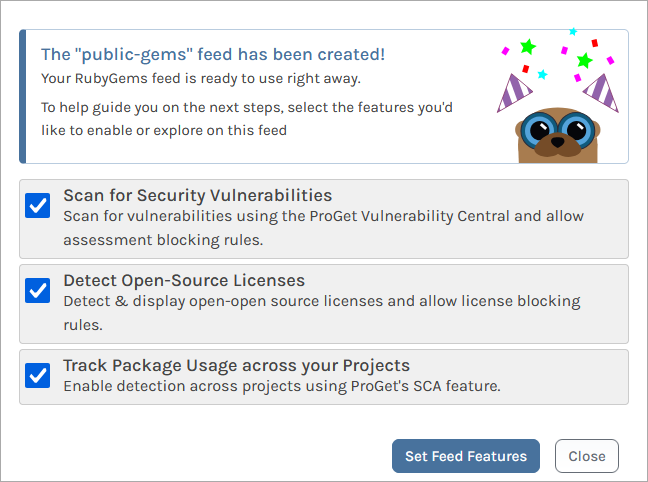 The "public-gems" feed has been created!
Your RubyGems feed is ready to use right away.
To help guide you on the next steps, select the features you'd
like to enable or explore on this feed
Scan for Security Vulnerabilities
Scan for vulnerabilities using the ProGet Vulnerability Central and allow
assessment blocking rules.
Detect Open-Source Licenses
Detect & display open-open source licenses and allow license blocking
rules.
Track Package Usage across your Projects
Enable detection across projects using ProGet's SCA feature.
Set Feed Features
Close